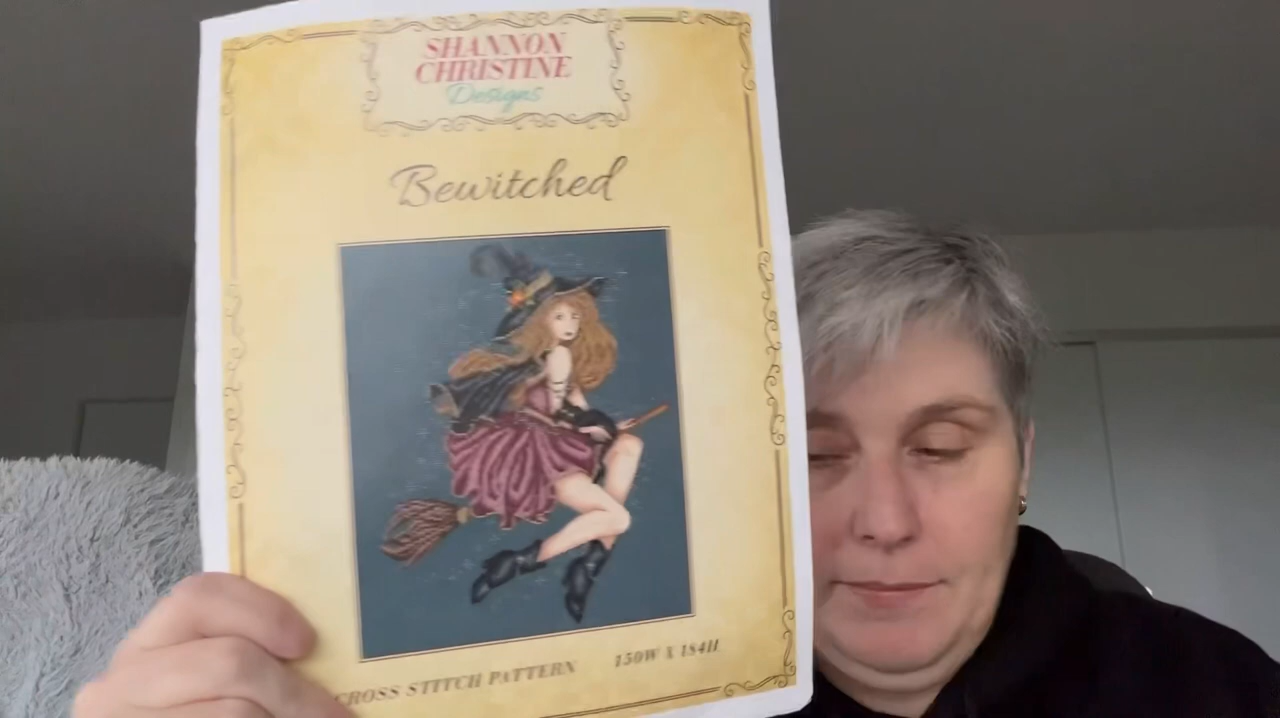 SHANNON
CHRISTINE
Designs
Bewitched
CROSS STITCH PATTERN 150W X 184H